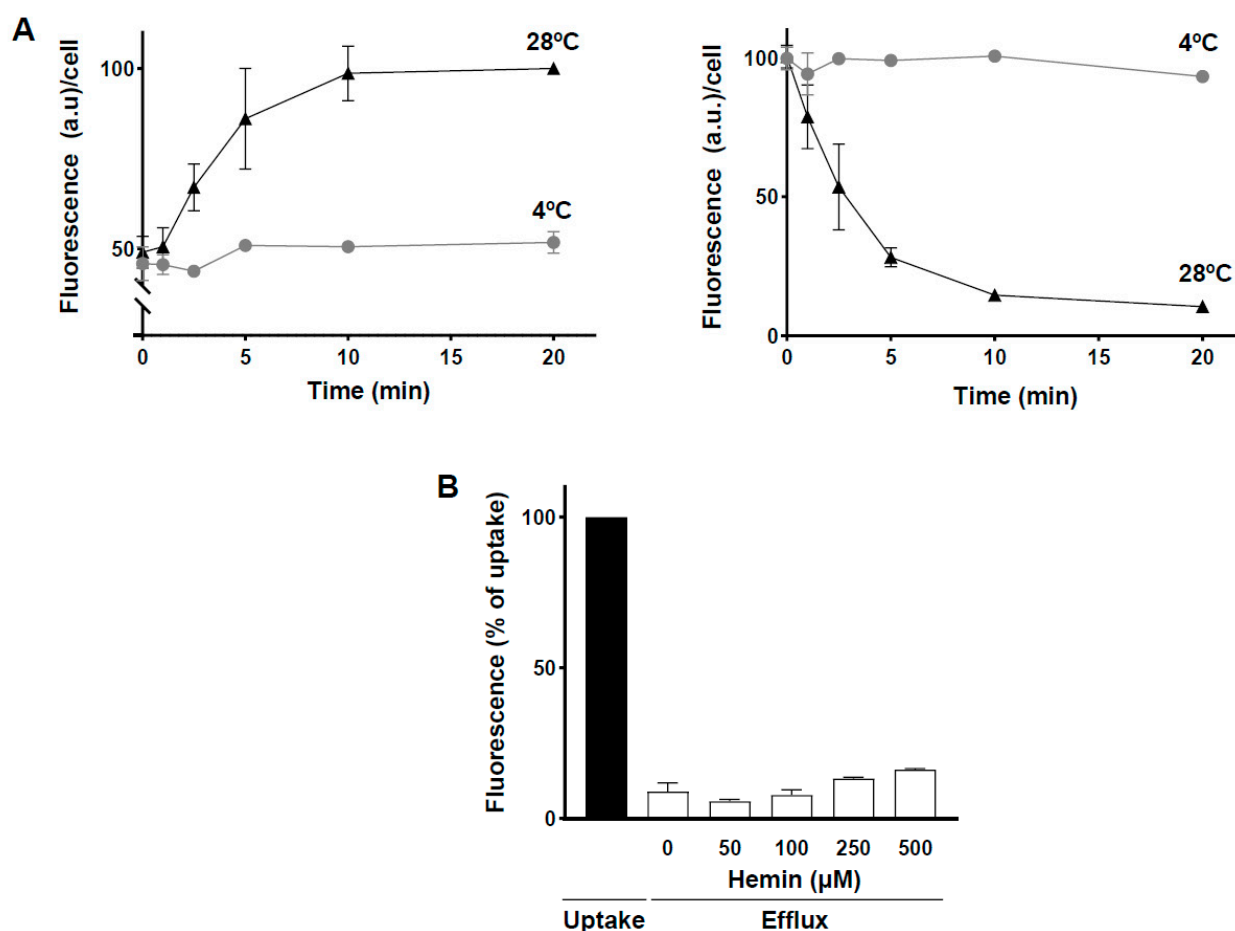 A
Fluorescence (a.u)/cell
100
50
28ºC
4ºC
0 5 10 15 20
Time (min)
Fluorescence (a.u.)/cell
100
50
0
4ºC
28ºC
0 5 10 15 20
Time (min)
B
Fluorescence (% of uptake)
100
50
0
0 50 100 250 500
Hemin (µM)
Uptake Efflux